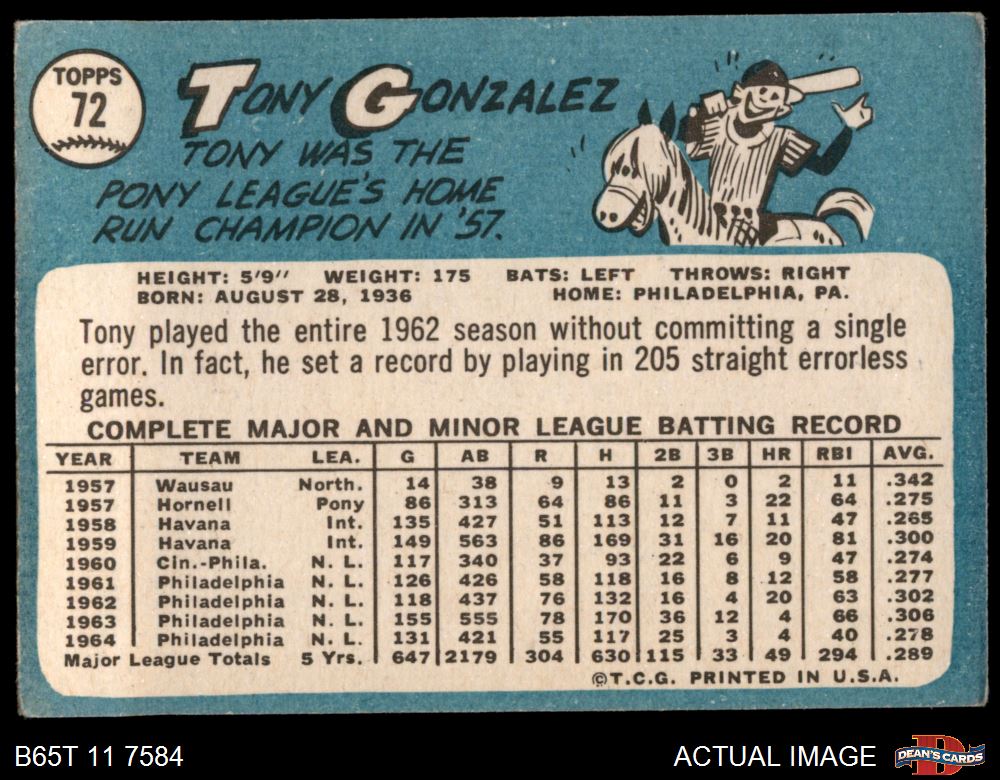 TOPPS
72
TONY GONZALEZ
TONY WAS THE
PONY LEAGUE'S HOME
RUN CHAMPION IN '57.
HEIGHT: 5'9" WEIGHT: 175 BATS: LEFT THROWS: RIGHT
BORN: AUGUST 28, 1936 HOME: PHILADELPHIA, PA.
Tony played the entire 1962 season without committing a single
error. In fact, he set a record by playing in 205 straight errorless
games.
COMPLETE MAJOR AND MINOR LEAGUE BATTING RECORD
YEAR TEAM LEA. G AB R H 2B 3B HR RBI AVG.
1957 Wausau North. 14 38 9 13 2 0 2 11 .342
1957 Hornell Pony 86 313 64 86 11 3 22 64 .275
1958 Havana Int. 135 427 51 113 12 7 11 47 .265
1959 Havana Int. 149 563 86 169 31 16 20 81 .300
1960 Cin.-Phila. N. L. 117 340 37 93 22 6 9 47 .274
1961 Philadelphia N. L. 126 426 58 118 16 8 12 58 .277
1962 Philadelphia N. L. 118 437 76 132 16 4 20 63 .302
1963 Philadelphia N. L. 155 555 78 170 36 12 4 66 .306
1964 Philadelphia N. L. 131 421 55 117 25 3 4 40 .278
Major League Totals 5 Yrs. 647 2179 304 630 115 33 49 294 .289
©T.C.G. PRINTED IN U.S.A.
B65T 11 7584
ACTUAL IMAGE
DEAN'S CARDS